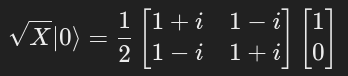 √X|0⟩ = 1/2 [1 + i 1 − i] [1]
[1 − i 1 + i] [0]